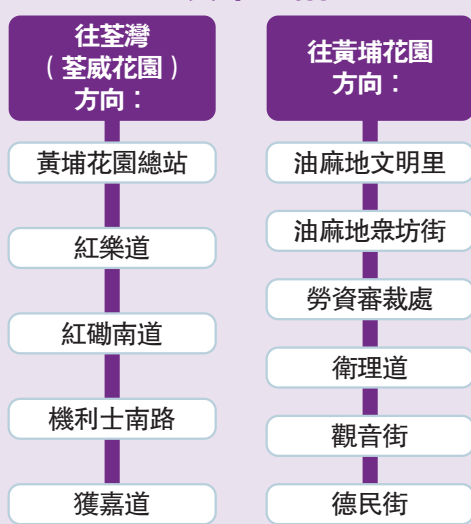 往荃灣
（荃威花園）
方向：
黃埔花園總站
紅樂道
紅磡南道
機利士南路
獲嘉道
往黃埔花園
方向：
油麻地文明里
油麻地眾坊街
勞資審裁處
衛理道
觀音街
德民街